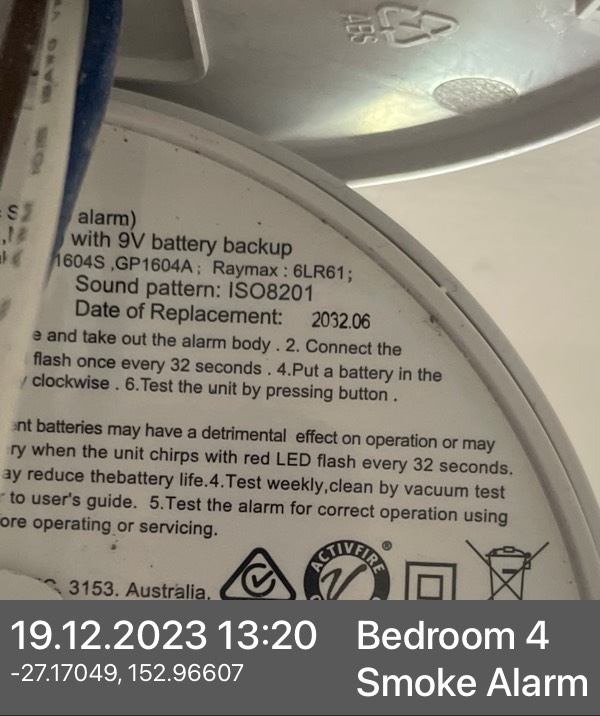 ABS
alarm)
with 9V battery backup
1604S ,GP1604A ; Raymax : 6LR61;
Sound pattern: ISO8201
Date of Replacement: 2032.06
e and take out the alarm body . 2. Connect the
flash once every 32 seconds . 4.Put a battery in the
clockwise . 6.Test the unit by pressing button .
nt batteries may have a detrimental effect on operation or may
ry when the unit chirps with red LED flash every 32 seconds.
ay reduce thebattery life.4.Test weekly,clean by vacuum test
to user's guide. 5.Test the alarm for correct operation using
ore operating or servicing.
3153. Australia.
ACTIVFIRE ®
19.12.2023 13:20
-27.17049, 152.96607
Bedroom 4
Smoke Alarm